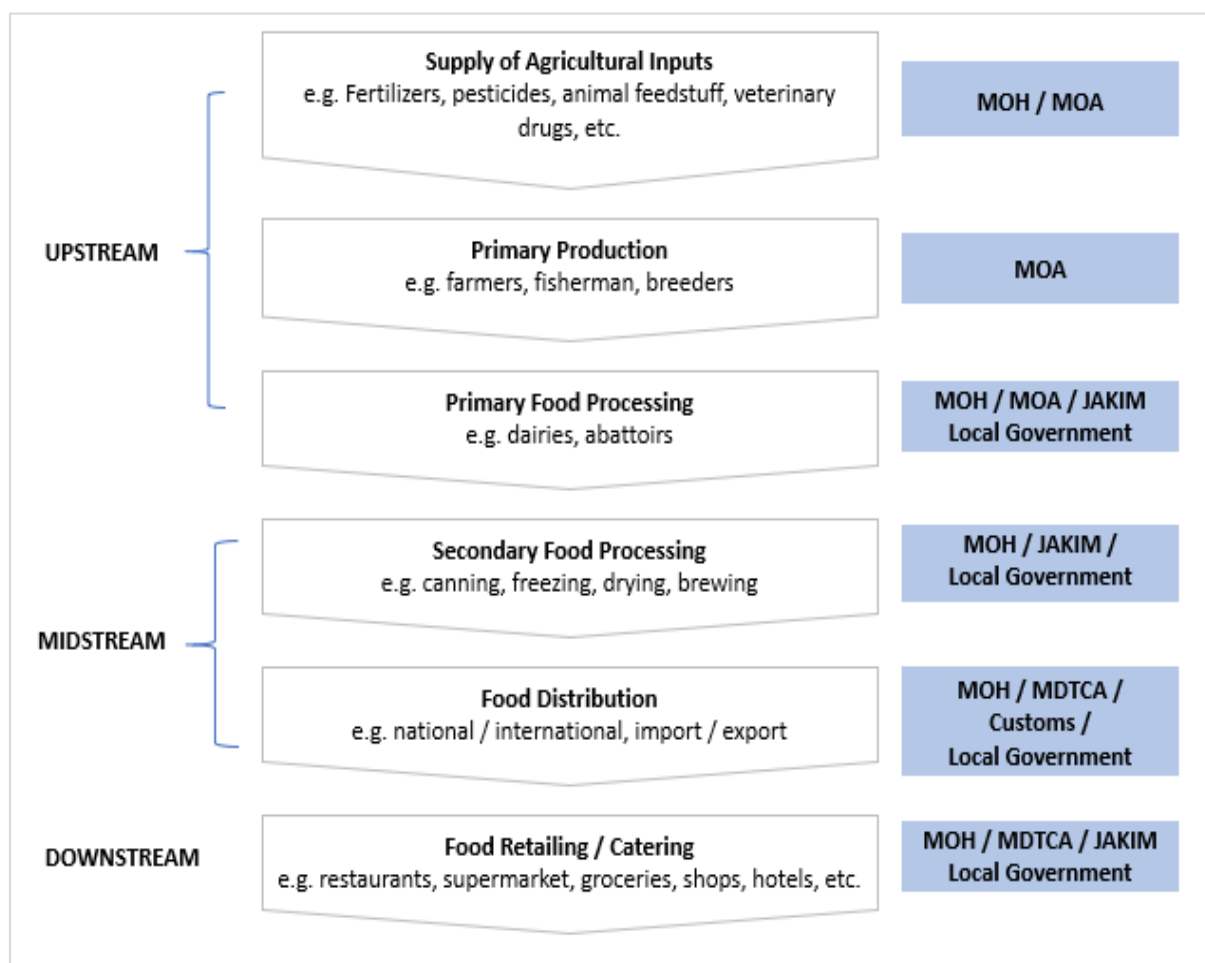 Supply of Agricultural Inputs
e.g. Fertilizers, pesticides, animal feedstuff, veterinary
drugs, etc.
MOH / MOA
UPSTREAM
Primary Production
e.g. farmers, fisherman, breeders
MOA
Primary Food Processing
e.g. dairies, abattoirs
MOH / MOA / JAKIM
Local Government
MIDSTREAM
Secondary Food Processing
e.g. canning, freezing, drying, brewing
MOH / JAKIM /
Local Government
Food Distribution
e.g. national / international, import / export
MOH / MDTCA /
Customs /
Local Government
DOWNSTREAM
Food Retailing / Catering
e.g. restaurants, supermarket, groceries, shops, hotels, etc.
MOH / MDTCA / JAKIM
Local Government